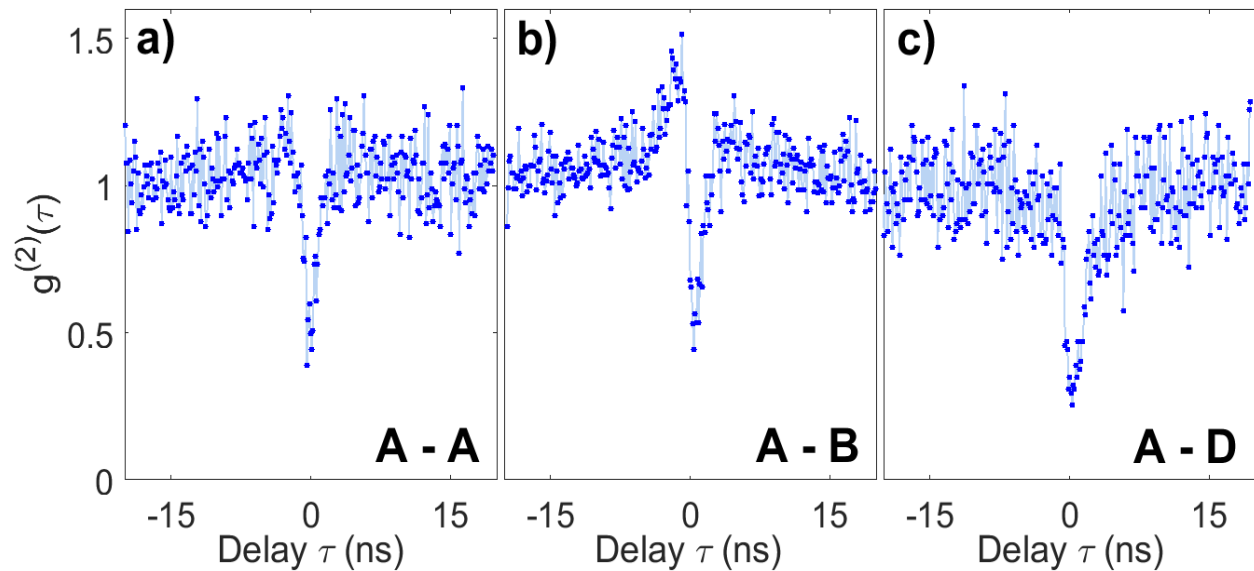 a) b) c)
1.5
1
0.5
0
g(2)(τ)
A - A A - B A - D
-15 0 15 -15 0 15 -15 0 15
Delay τ (ns) Delay τ (ns) Delay τ (ns)